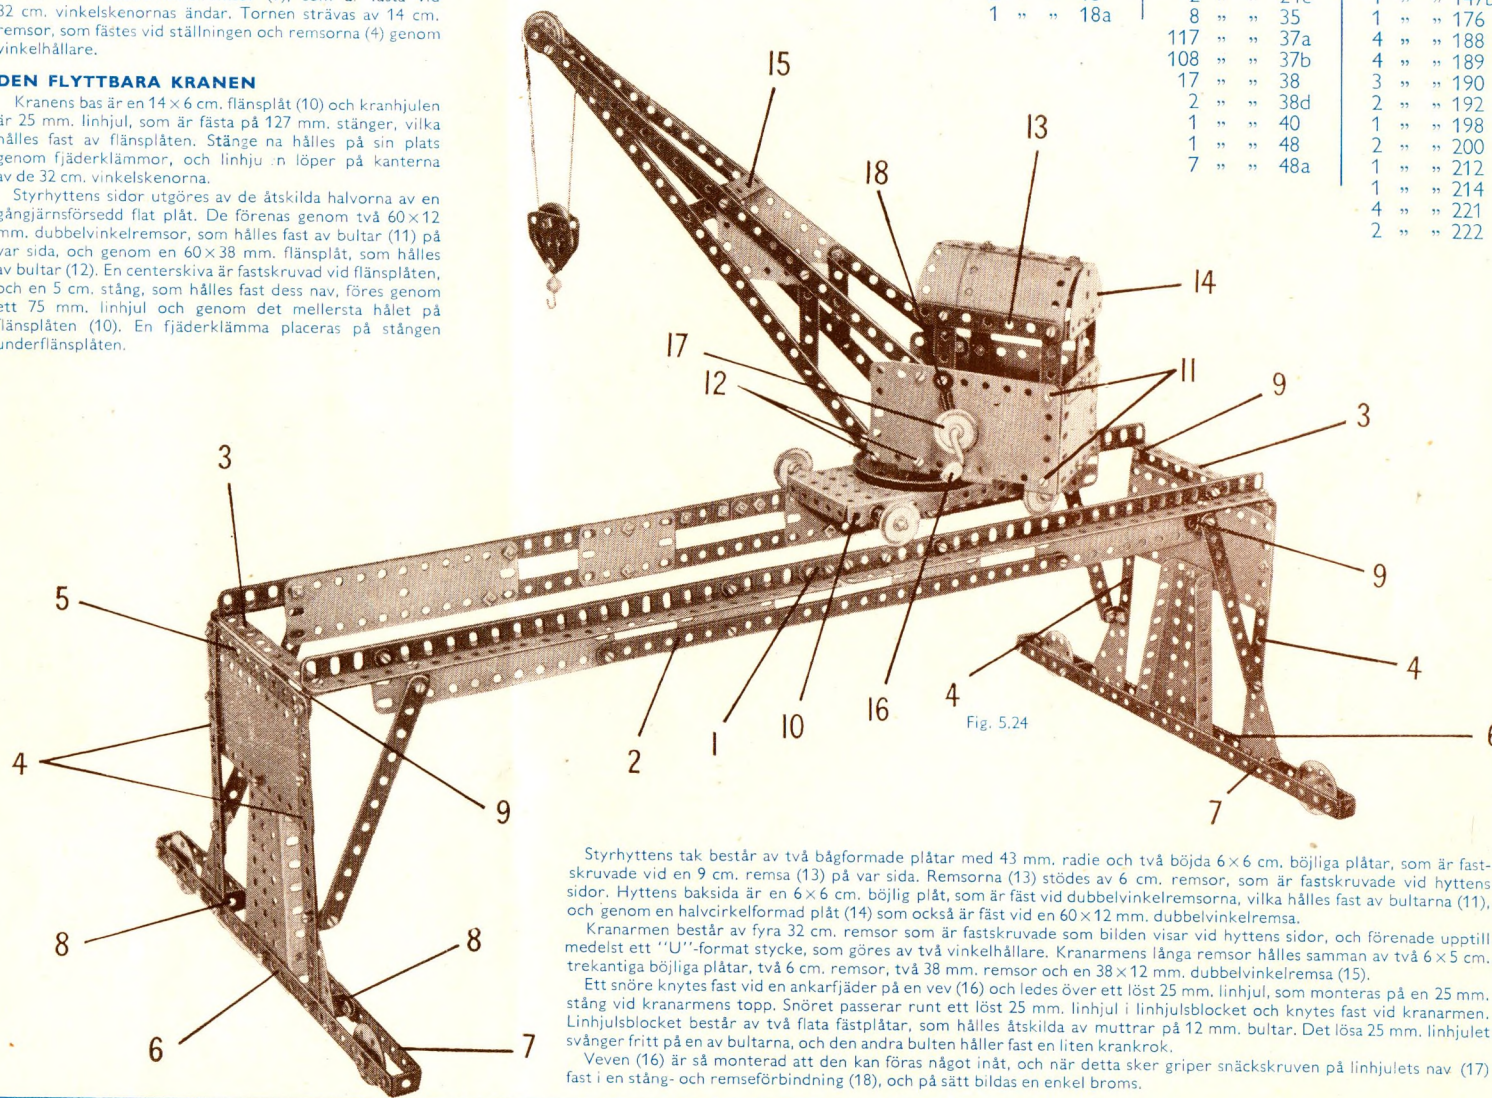 32 cm. vinkelskenornas ändar. Tornen strävas av 14 cm.
remsor, som fästes vid ställningen och remsorna (4) genom
vinkelhållare.
DEN FLYTTBARA KRANEN
Kranens bas är en 14 × 6 cm. flänsplåt (10) och kranhjulen
är 25 mm. linhjul, som är fästa på 127 mm. stänger, vilka
hålles fast av flänsplåten. Stänge na hålles på sin plats
genom fjäderklämmor, och linhju n löper på kanterna
av de 32 cm. vinkelskenorna.
Styrhyttens sidor utgöres av de åtskilda halvorna av en
gångjärnsförsedd flat plåt. De förenas genom två 60 × 12
mm. dubbelvinkelremsor, som hålles fast av bultar (11) på
var sida, och genom en 60 × 38 mm. flänsplåt, som hålles
av bultar (12). En centerskiva är fastskruvad vid flänsplåten,
och en 5 cm. stång, som hålles fast dess nav, föres genom
ett 75 mm. linhjul och genom det mellersta hålet på
flänsplåten (10). En fjäderklämma placeras på stången
underflänsplåten.
1 " " 18a
8 " " 35
117 " " 37a
108 " " 37b
17 " " 38
2 " " 38d
1 " " 40
1 " " 48
7 " " 48a
1 " " 176
4 " " 188
4 " " 189
3 " " 190
2 " " 192
1 " " 198
2 " " 200
1 " " 212
1 " " 214
4 " " 221
2 " " 222
15
13
18
14
17
12
11
9
3
3
5
9
4
4
10
16
4
1
2
Fig. 5.24
6
4
9
7
8
8
6
7
Styrhyttens tak består av två bågformade plåtar med 43 mm. radie och två böjda 6 × 6 cm. böjliga plåtar, som är fast-
skruvade vid en 9 cm. remsa (13) på var sida. Remsorna (13) stödes av 6 cm. remsor, som är fastskruvade vid hyttens
sidor. Hyttens baksida är en 6 × 6 cm. böjlig plåt, som är fäst vid dubbelvinkelremsorna, vilka hålles fast av bultarna (11),
och genom en halvcirkelformad plåt (14) som också är fäst vid en 60 × 12 mm. dubbelvinkelremsa.
Kranarmen består av fyra 32 cm. remsor som är fastskruvade som bilden visar vid hyttens sidor, och förenade upptill
medelst ett "U"-format stycke, som göres av två vinkelhållare. Kranarmens långa remsor hålles samman av två 6 × 5 cm.
trekantiga böjliga plåtar, två 6 cm. remsor, två 38 mm. remsor och en 38 × 12 mm. dubbelvinkelremsa (15).
Ett snöre knytes fast vid en ankarfjäder på en vev (16) och ledes över ett löst 25 mm. linhjul, som monteras på en 25 mm.
stång vid kranarmens topp. Snöret passerar runt ett löst 25 mm. linhjul i linhjulsblocket och knytes fast vid kranarmen.
Linhjulsblocket består av två flata fästplåtar, som hålles åtskilda av muttrar på 12 mm. bultar. Det lösa 25 mm. linhjulet
svänger fritt på en av bultarna, och den andra bulten håller fast en liten krankrok.
Veven (16) är så monterad att den kan föras något inåt, och när detta sker griper snäckskruven på linhjulets nav (17)
fast i en stång- och remseförbindning (18), och på sätt bildas en enkel broms.